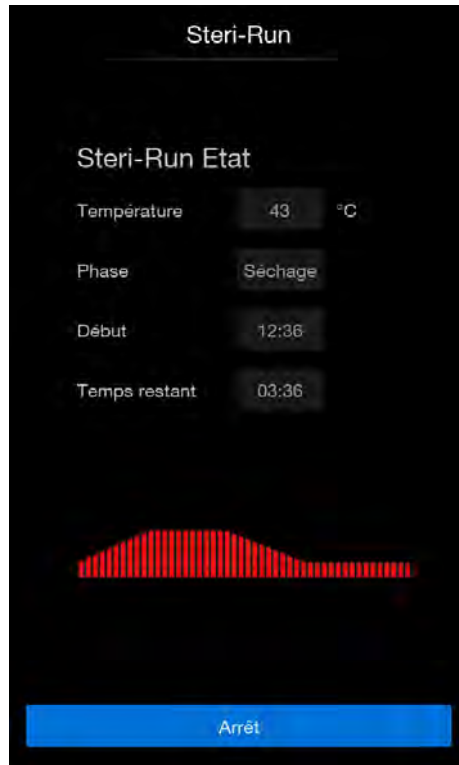 Steri-Run
Steri-Run Etat
Température 43 °C
Phase Séchage
Début 12:36
Temps restant 03:36
Arrêt